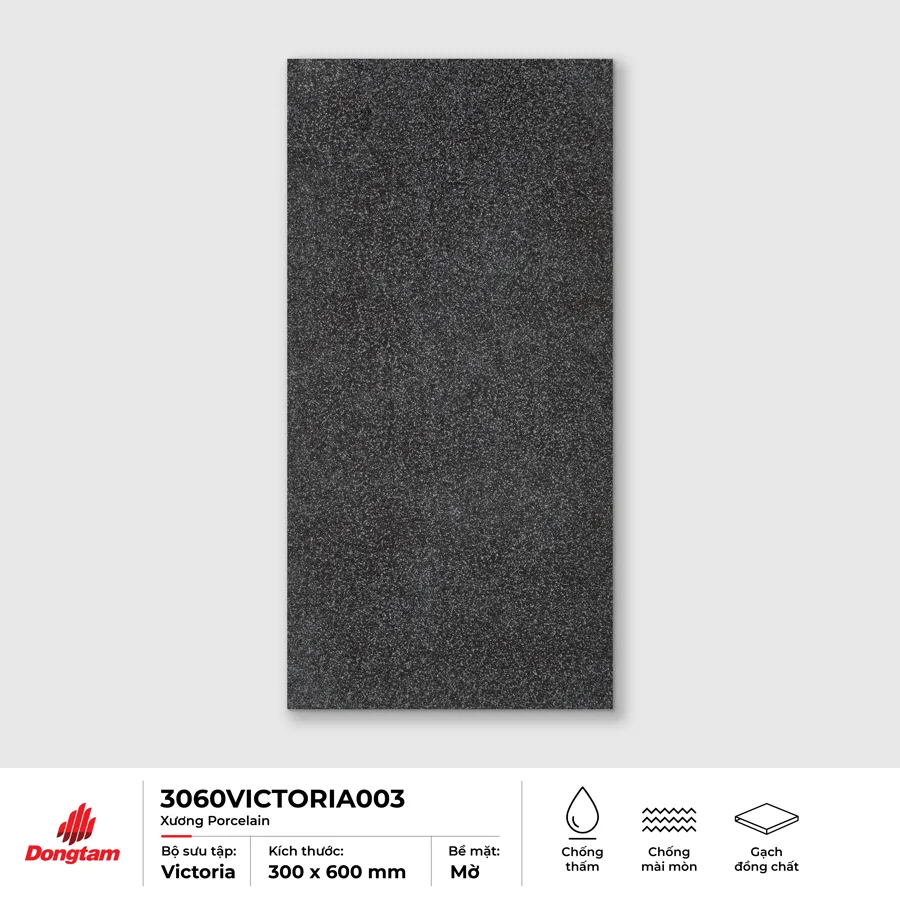 3060VICTORIA003
Xương Porcelain
Dongtam
Bộ sưu tập:
Victoria
Kích thước:
300 x 600 mm
Bề mặt:
Mờ
Chống
thấm
Chống
mài mòn
Gạch
đồng chất